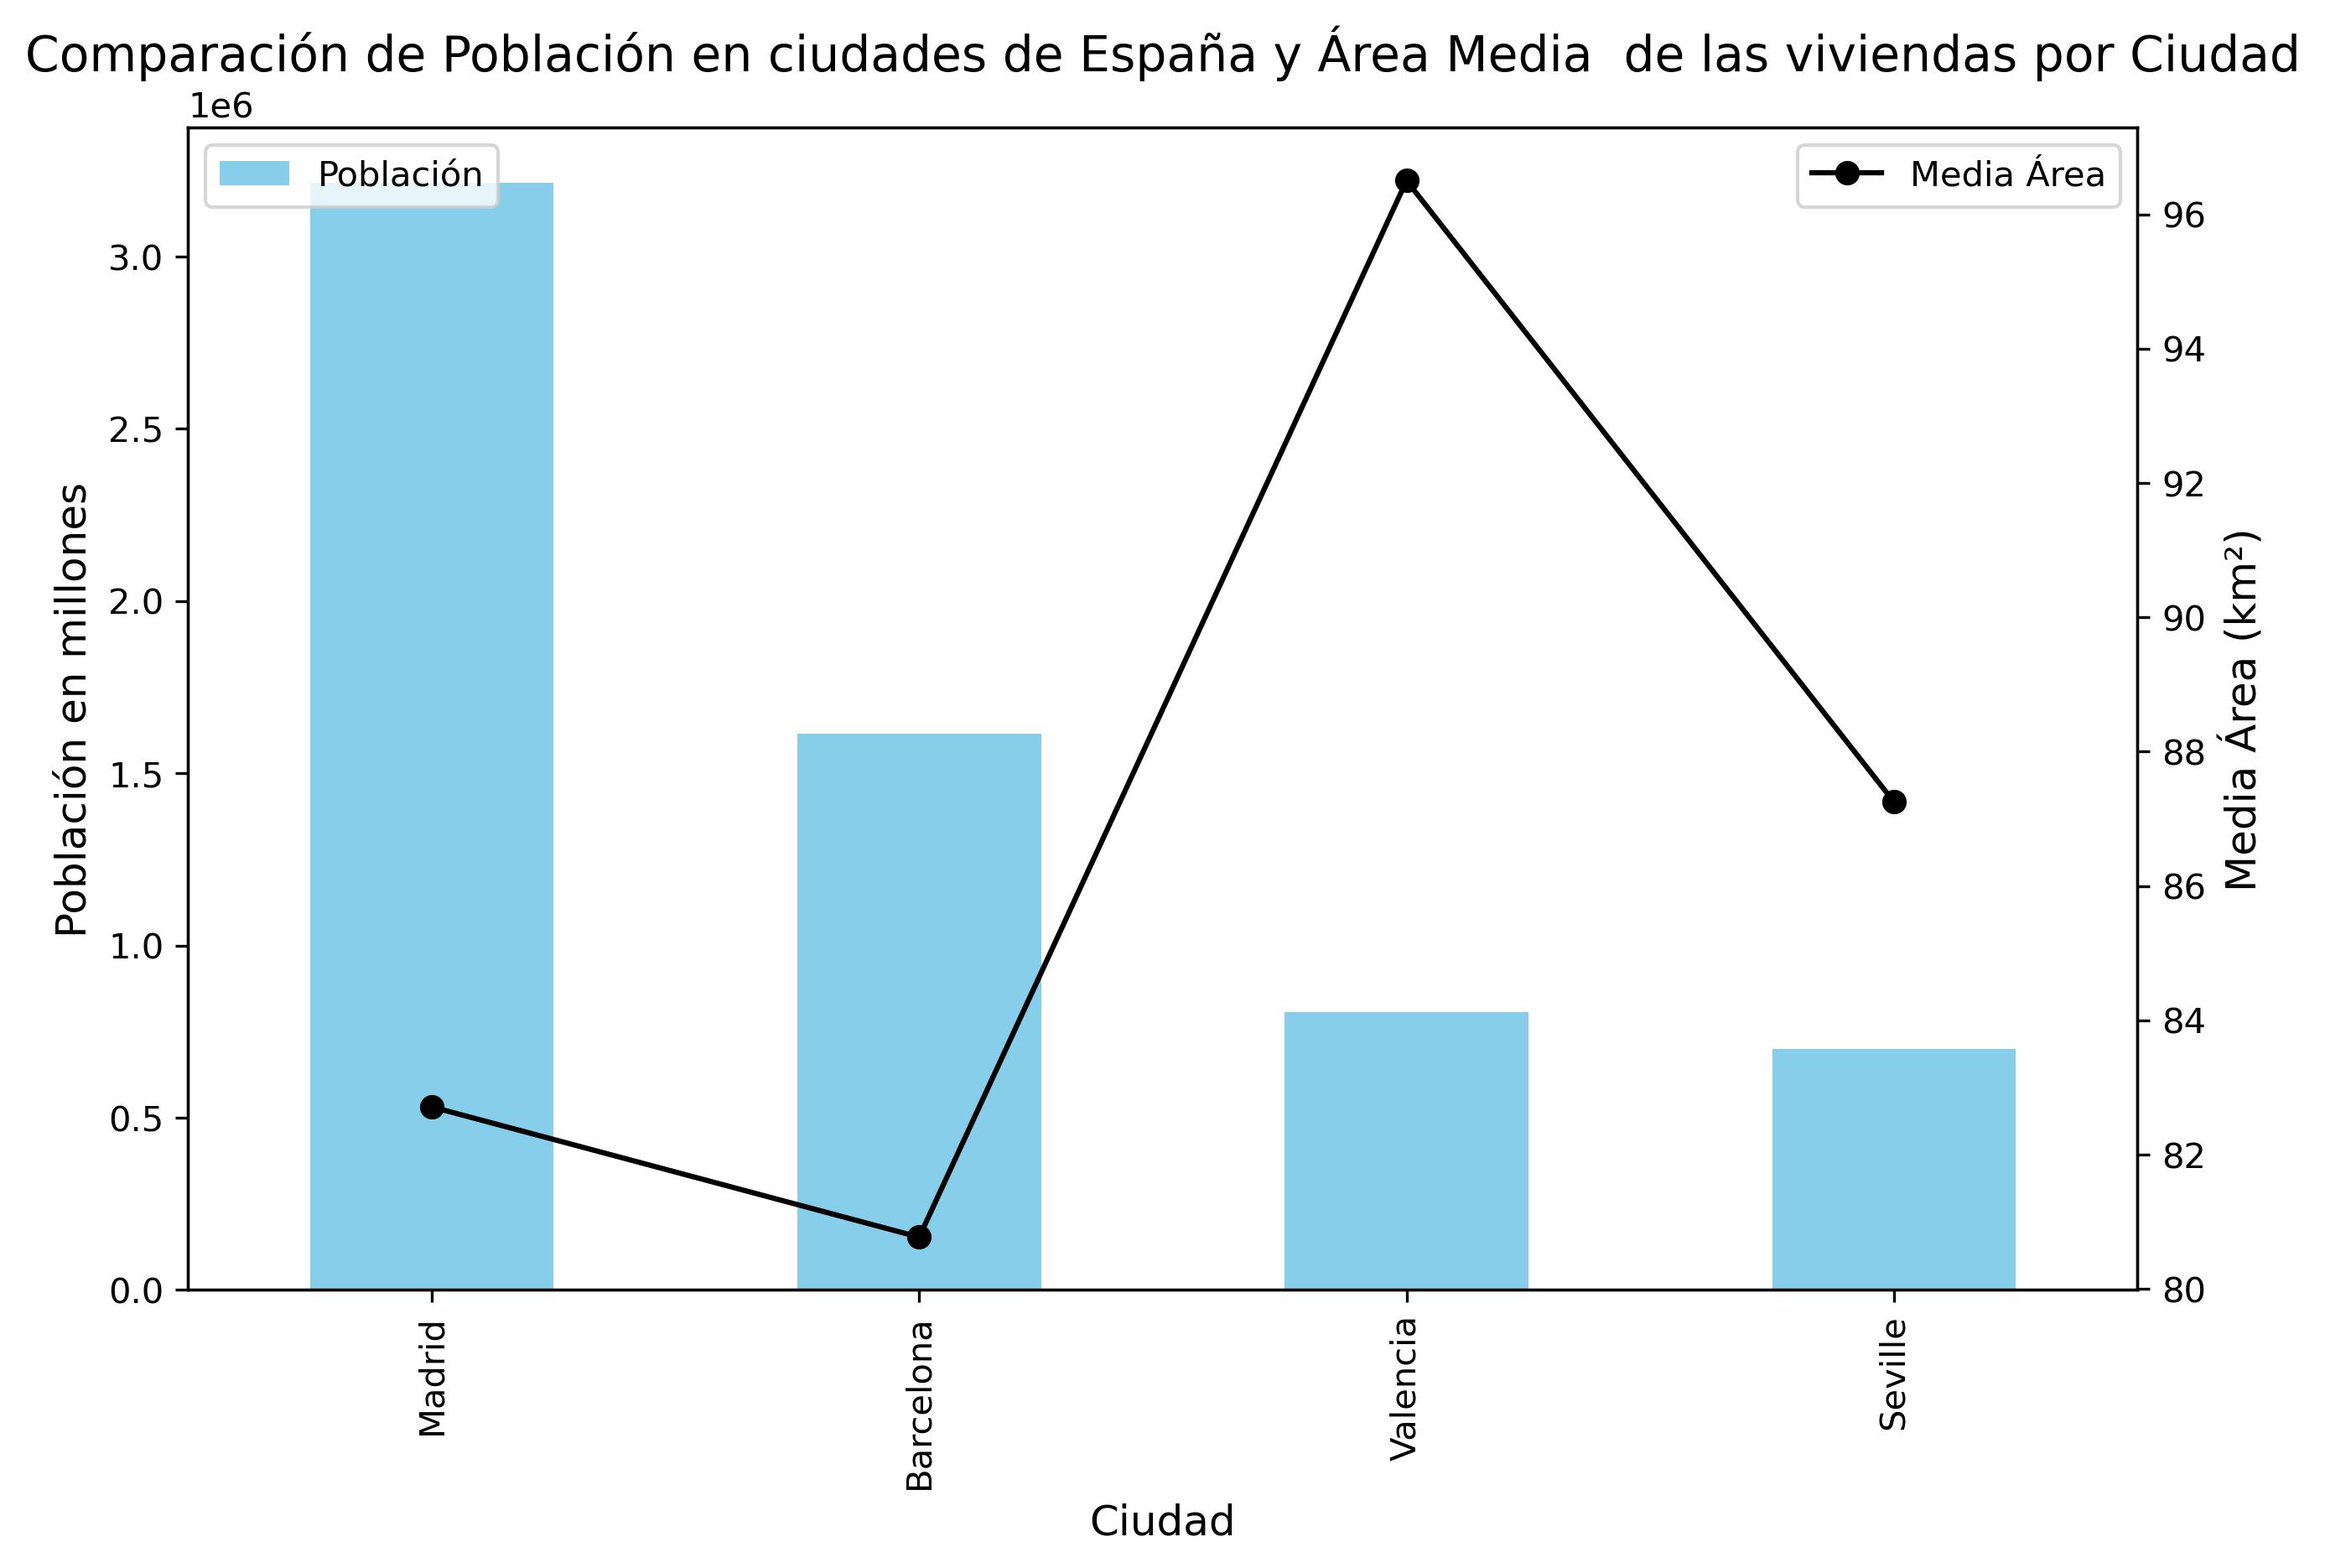 Comparación de Población en ciudades de España y Área Media  de las viviendas por Ciudad
1e6
Población
Media Área
3.0
2.5
2.0
1.5
1.0
0.5
0.0
Población en millones
96
94
92
90
88
86
84
82
80
Media Área (km²)
Madrid
Barcelona
Valencia
Seville
Ciudad